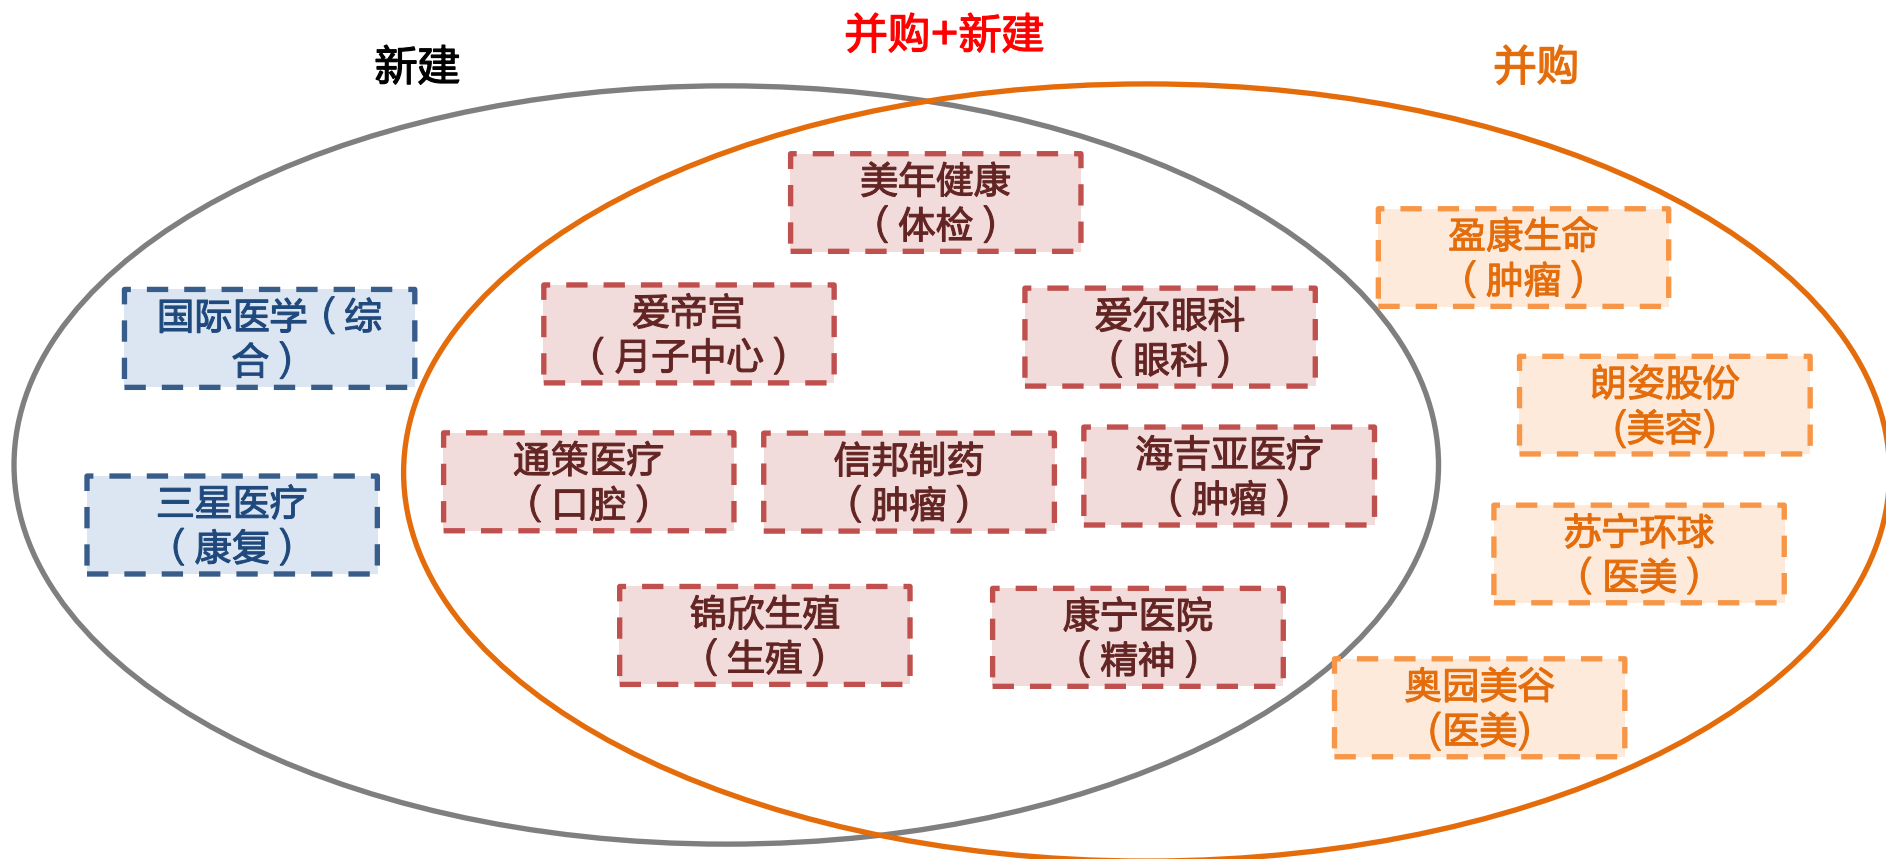 并购+新建
新建
并购
美年健康
（体检）
盈康生命
（肿瘤）
国际医学（综
合）
爱帝宫
（月子中心）
爱尔眼科
（眼科）
朗姿股份
(美容)
通策医疗
（口腔）
信邦制药
（肿瘤）
海吉亚医疗
（肿瘤）
三星医疗
（康复）
苏宁环球
（医美）
锦欣生殖
（生殖）
康宁医院
（精神）
奥园美谷
(医美)